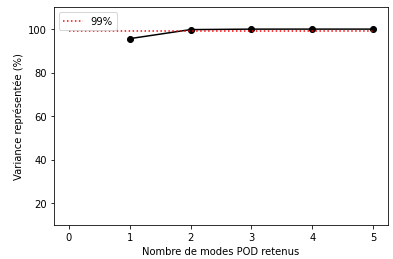 99%
Variance représentée (%)
100
80
60
40
20
0 1 2 3 4 5
Nombre de modes POD retenus